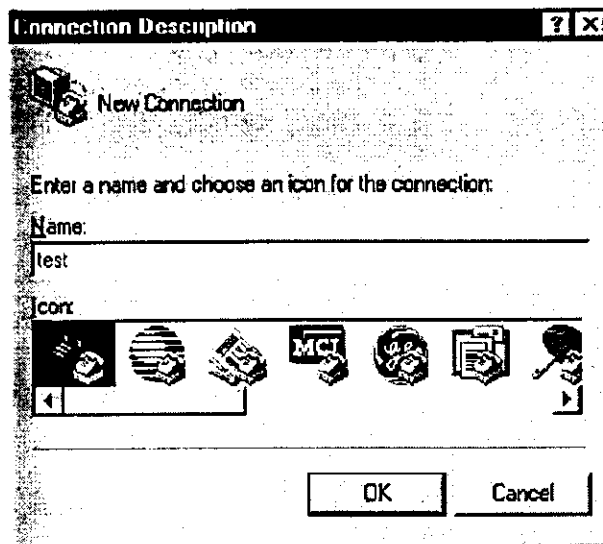 Connection Description
? X
New Connection
Enter a name and choose an icon for the connection:
Name:
test
Icon:
MCI
OK Cancel